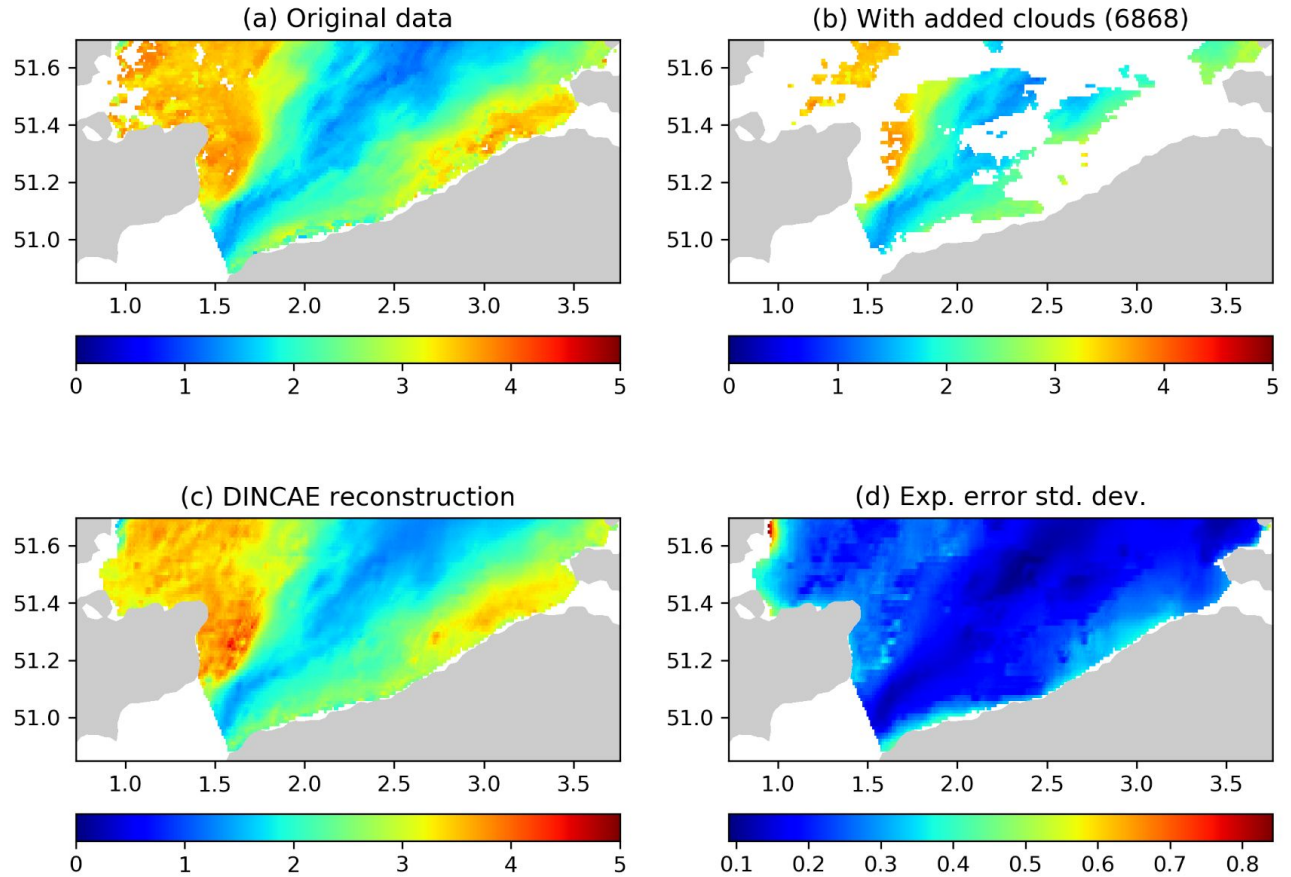 (a) Original data
(b) With added clouds (6868)
51.6
51.4
51.2
51.0
1.0 1.5 2.0 2.5 3.0 3.5
0 1 2 3 4 5
51.6
51.4
51.2
51.0
1.0 1.5 2.0 2.5 3.0 3.5
0 1 2 3 4 5
(c) DINCAE reconstruction
(d) Exp. error std. dev.
51.6
51.4
51.2
51.0
1.0 1.5 2.0 2.5 3.0 3.5
0 1 2 3 4 5
51.6
51.4
51.2
51.0
1.0 1.5 2.0 2.5 3.0 3.5
0.1 0.2 0.3 0.4 0.5 0.6 0.7 0.8